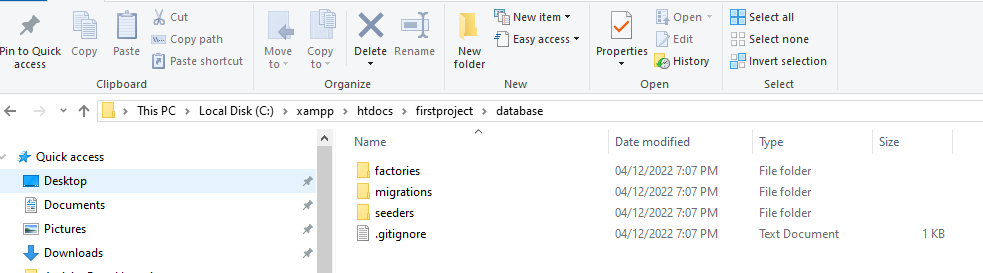 Pin to Quick access
Copy
Paste
Cut
Copy path
Paste shortcut
Clipboard
Move to
Copy to
Delete
Rename
Organize
New folder
New item
Easy access
New
Properties
Open
Edit
History
Open
Select all
Select none
Invert selection
Select
This PC > Local Disk (C:) > xampp > htdocs > firstproject > database
Quick access
Desktop
Documents
Pictures
Downloads
Name Date modified Type Size
factories 04/12/2022 7:07 PM File folder
migrations 04/12/2022 7:07 PM File folder
seeders 04/12/2022 7:07 PM File folder
.gitignore 04/12/2022 7:07 PM Text Document 1 KB